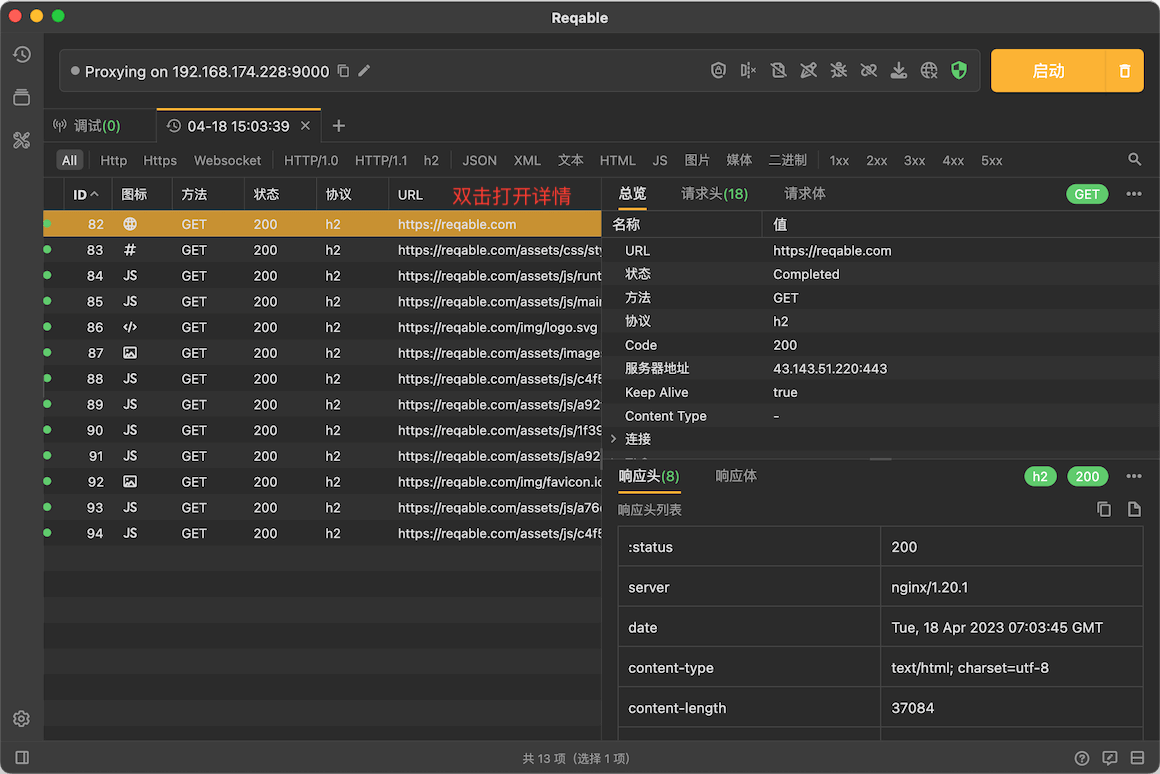 Reqable
Proxying on 192.168.174.228:9000
启动
调试(0)
04-18 15:03:39
All Http Https Websocket HTTP/1.0 HTTP/1.1 h2 JSON XML 文本 HTML JS 图片 媒体 二进制 1xx 2xx 3xx 4xx 5xx
ID 图标 方法 状态 协议 URL 双击打开详情
82 GET 200 h2 https://reqable.com
83 # GET 200 h2 https://reqable.com/assets/css/sty
84 JS GET 200 h2 https://reqable.com/assets/js/runt
85 JS GET 200 h2 https://reqable.com/assets/js/mair
86 </> GET 200 h2 https://reqable.com/img/logo.svg
87 GET 200 h2 https://reqable.com/assets/image
88 JS GET 200 h2 https://reqable.com/assets/js/c4f5
89 JS GET 200 h2 https://reqable.com/assets/js/a92
90 JS GET 200 h2 https://reqable.com/assets/js/1f39
91 JS GET 200 h2 https://reqable.com/assets/js/a92
92 GET 200 h2 https://reqable.com/img/favicon.ic
93 JS GET 200 h2 https://reqable.com/assets/js/a76
94 JS GET 200 h2 https://reqable.com/assets/js/c4f5
总览 请求头(18) 请求体 GET
名称 值
URL https://reqable.com
状态 Completed
方法 GET
协议 h2
Code 200
服务器地址 43.143.51.220:443
Keep Alive true
Content Type -
连接
响应头(8) 响应体 h2 200
响应头列表
:status 200
server nginx/1.20.1
date Tue, 18 Apr 2023 07:03:45 GMT
content-type text/html; charset=utf-8
content-length 37084
共 13 项（选择 1 项）